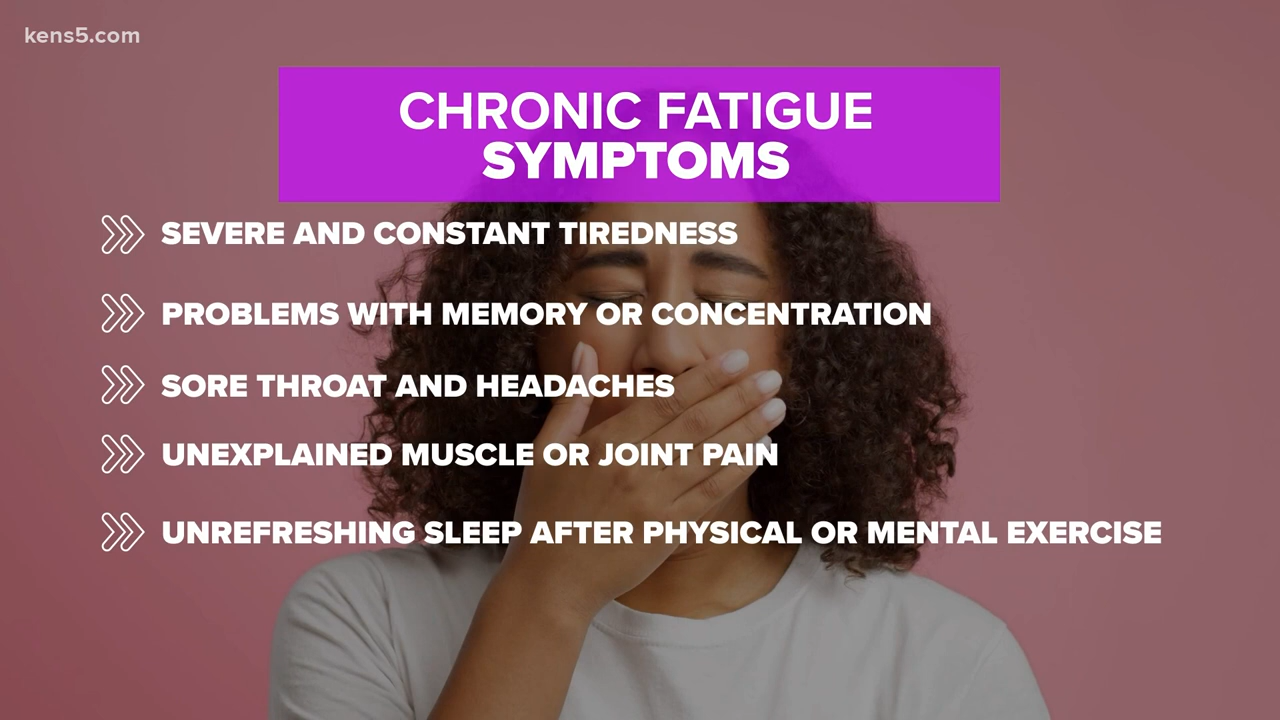 kens5.com
CHRONIC FATIGUE
SYMPTOMS
SEVERE AND CONSTANT TIREDNESS
PROBLEMS WITH MEMORY OR CONCENTRATION
SORE THROAT AND HEADACHES
UNEXPLAINED MUSCLE OR JOINT PAIN
UNREFRESHING SLEEP AFTER PHYSICAL OR MENTAL EXERCISE